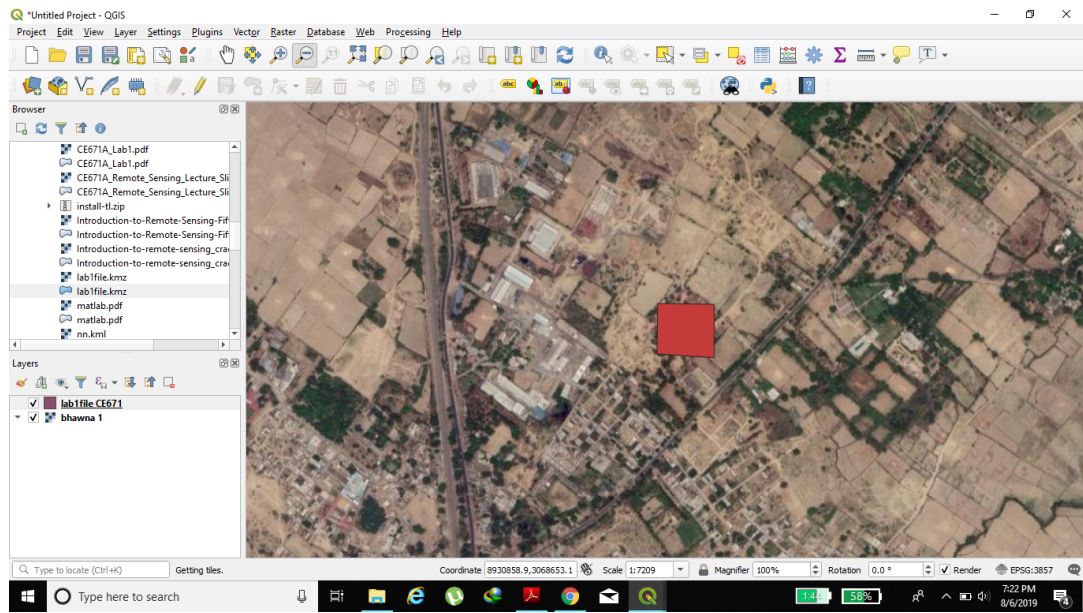 *Untitled Project - QGIS
Project Edit View Layer Settings Plugins Vector Raster Database Web Processing Help
Browser
CE671A_Lab1.pdf
CE671A_Lab1.pdf
CE671A_Remote_Sensing_Lecture_Sli
CE671A_Remote_Sensing_Lecture_Sli
install-tl.zip
Introduction-to-Remote-Sensing-Fif
Introduction-to-Remote-Sensing-Fif
Introduction-to-remote-sensing_cra
Introduction-to-remote-sensing_cra
lab1file.kmz
lab1file.kmz
matlab.pdf
matlab.pdf
nn.kml
Layers
lab1file CE671
bhawna 1
Type to locate (Ctrl+K) Getting tiles. Coordinate 8930858.9,3068653.1 Scale 1:7209 Magnifier 100% Rotation 0.0 ° Render EPSG:3857
Type here to search 1:44 58% 7:22 PM
8/6/2019